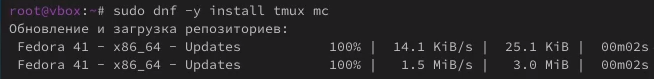 root@vbox:~# sudo dnf -y install tmux mc
Обновление и загрузка репозиториев:
Fedora 41 - x86_64 - Updates 100% | 14.1 KiB/s | 25.1 KiB | 00m02s
Fedora 41 - x86_64 - Updates 100% | 1.5 MiB/s | 3.0 MiB | 00m02s